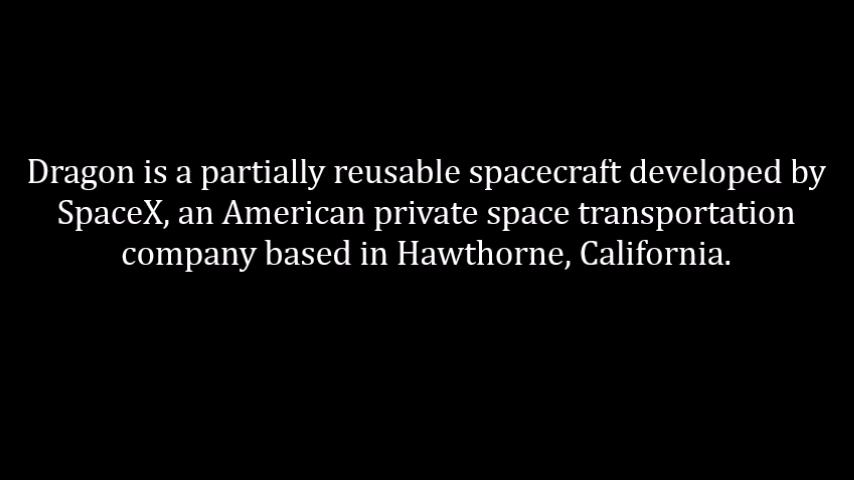 Dragon is a partially reusable spacecraft developed by
SpaceX, an American private space transportation
company based in Hawthorne, California.